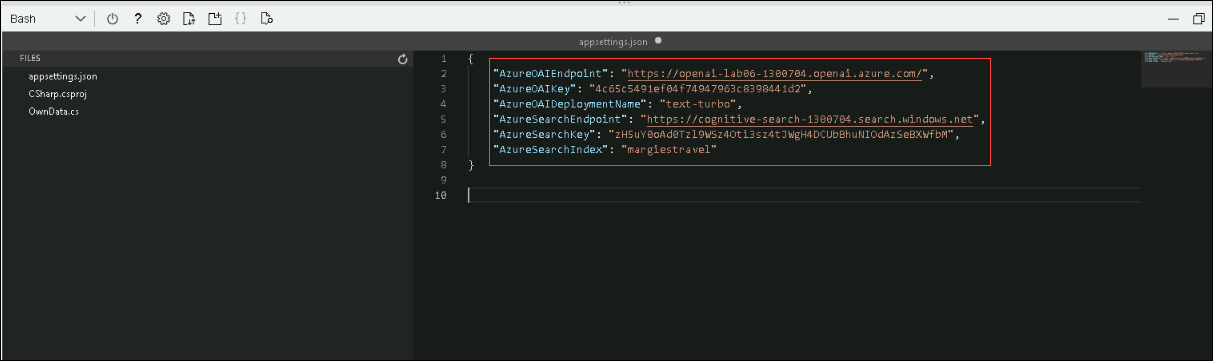 Bash
appsettings.json
FILES
appsettings.json
CSharp.csproj
OwnData.cs
1 {
2 "AzureOAIEndpoint": "https://openai-lab06-1300704.openai.azure.com/",
3 "AzureOAIKey": "4c65c5491ef04f74947963c8398441d2",
4 "AzureOAIDeploymentName": "text-turbo",
5 "AzureSearchEndpoint": "https://cognitive-search-1300704.search.windows.net",
6 "AzureSearchKey": "zH5uY0oAd0Tzl9WSz4Oti3sz4tJWgH4DCUbBhuNIOdAzSeBXWfbM",
7 "AzureSearchIndex": "margiestravel"
8 }
9
10